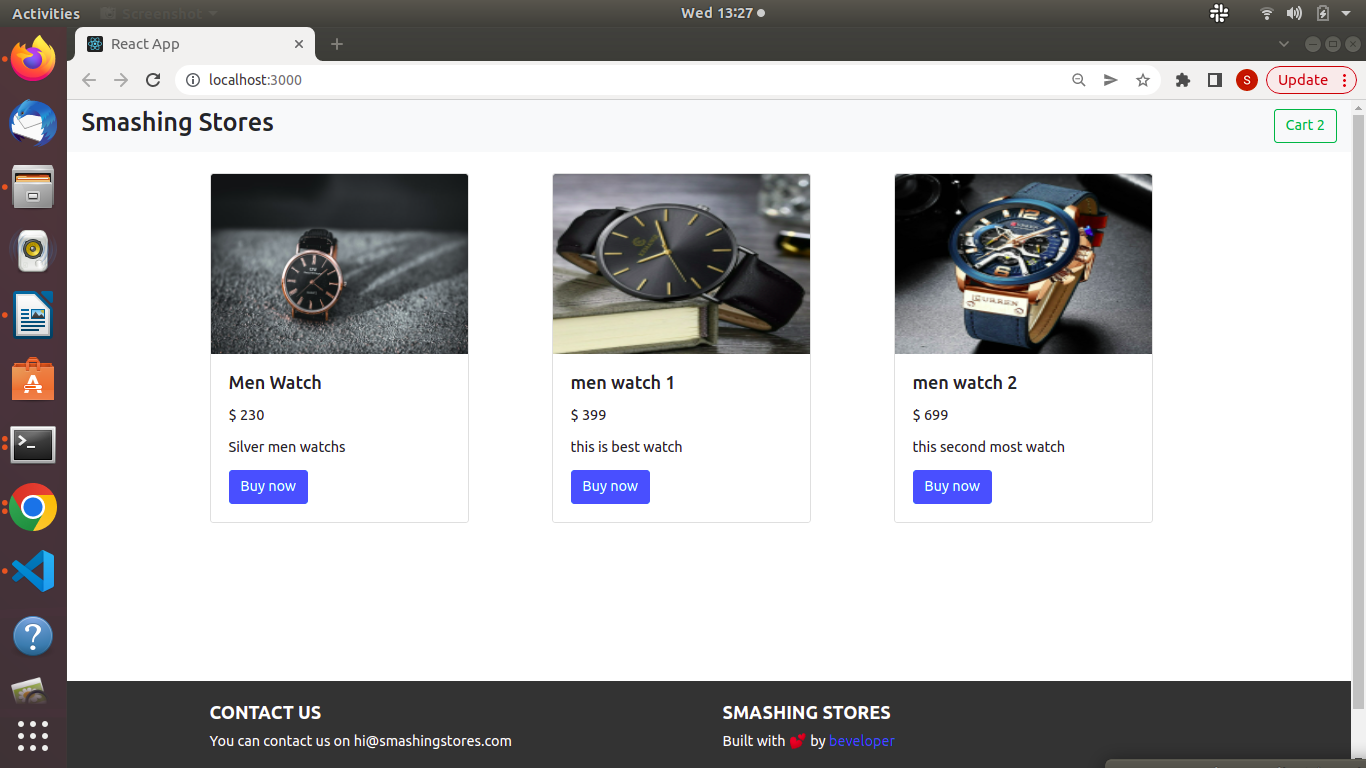 Activities
Screenshot
Wed 13:27
React App
localhost:3000
S
Update
Smashing Stores
Cart 2
CURREN
Men Watch
men watch 1
men watch 2
$ 230
$ 399
$ 699
Silver men watchs
this is best watch
this second most watch
Buy now
Buy now
Buy now
CONTACT US
SMASHING STORES
You can contact us on hi@smashingstores.com
Built with 💕 by beveloper